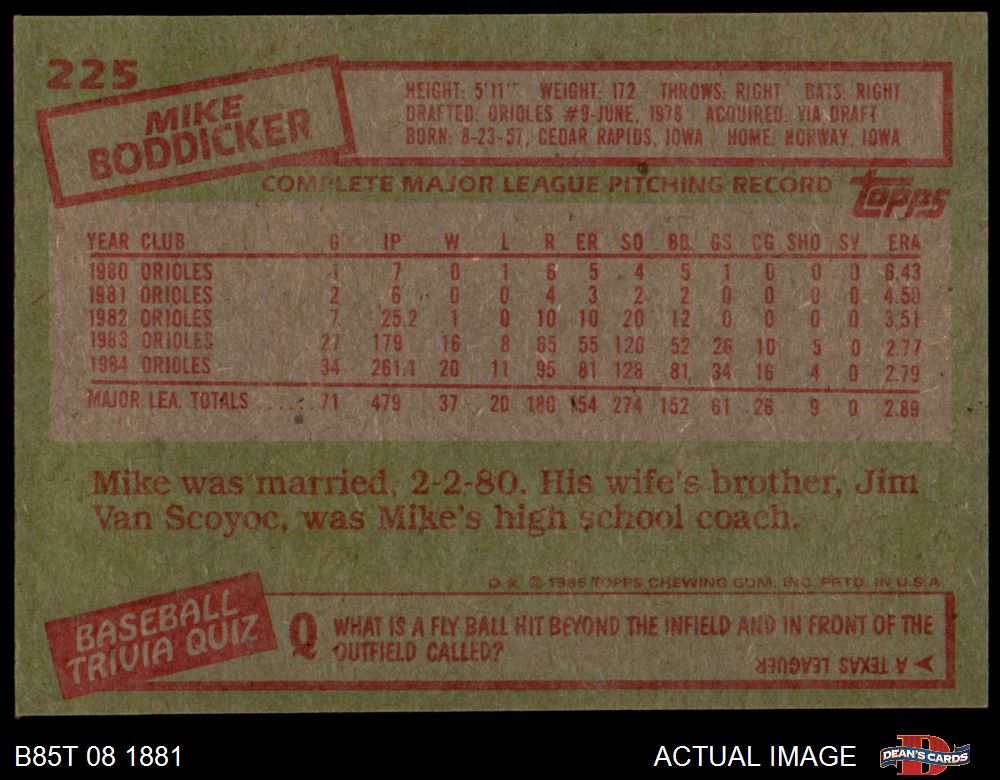 225
MIKE
BODDICKER
HEIGHT: 5'11" WEIGHT: 172 THROWS: RIGHT BATS: RIGHT
DRAFTED: ORIOLES #9-JUNE, 1978 ACQUIRED: VIA DRAFT
BORN: 8-23-57, CEDAR RAPIDS, IOWA HOME: NORWAY, IOWA
COMPLETE MAJOR LEAGUE PITCHING RECORD
topps
YEAR CLUB G IP W L R ER SO BB GS CG SHO SV ERA
1980 ORIOLES 1 7 0 1 6 5 4 5 1 0 0 0 6.43
1981 ORIOLES 2 6 0 0 4 3 2 2 0 0 0 0 4.50
1982 ORIOLES 7 25.2 1 0 10 10 20 12 0 0 0 0 3.51
1983 ORIOLES 27 179 16 8 65 55 120 52 26 10 5 0 2.77
1984 ORIOLES 34 261.1 20 11 95 81 128 81 34 16 4 0 2.79
MAJOR LEA. TOTALS ...... 71 479 37 20 180 154 274 152 61 26 9 0 2.89
Mike was married, 2-2-80. His wife's brother, Jim
Van Scoyoc, was Mike's high school coach.
D * © 1985 TOPPS CHEWING GUM, INC. PRTD. IN U.S.A
BASEBALL
TRIVIA QUIZ
Q WHAT IS A FLY BALL HIT BEYOND THE INFIELD AND IN FRONT OF THE
OUTFIELD CALLED?
A TEXAS LEAGUER
B85T 08 1881
ACTUAL IMAGE
DEAN'S CARDS